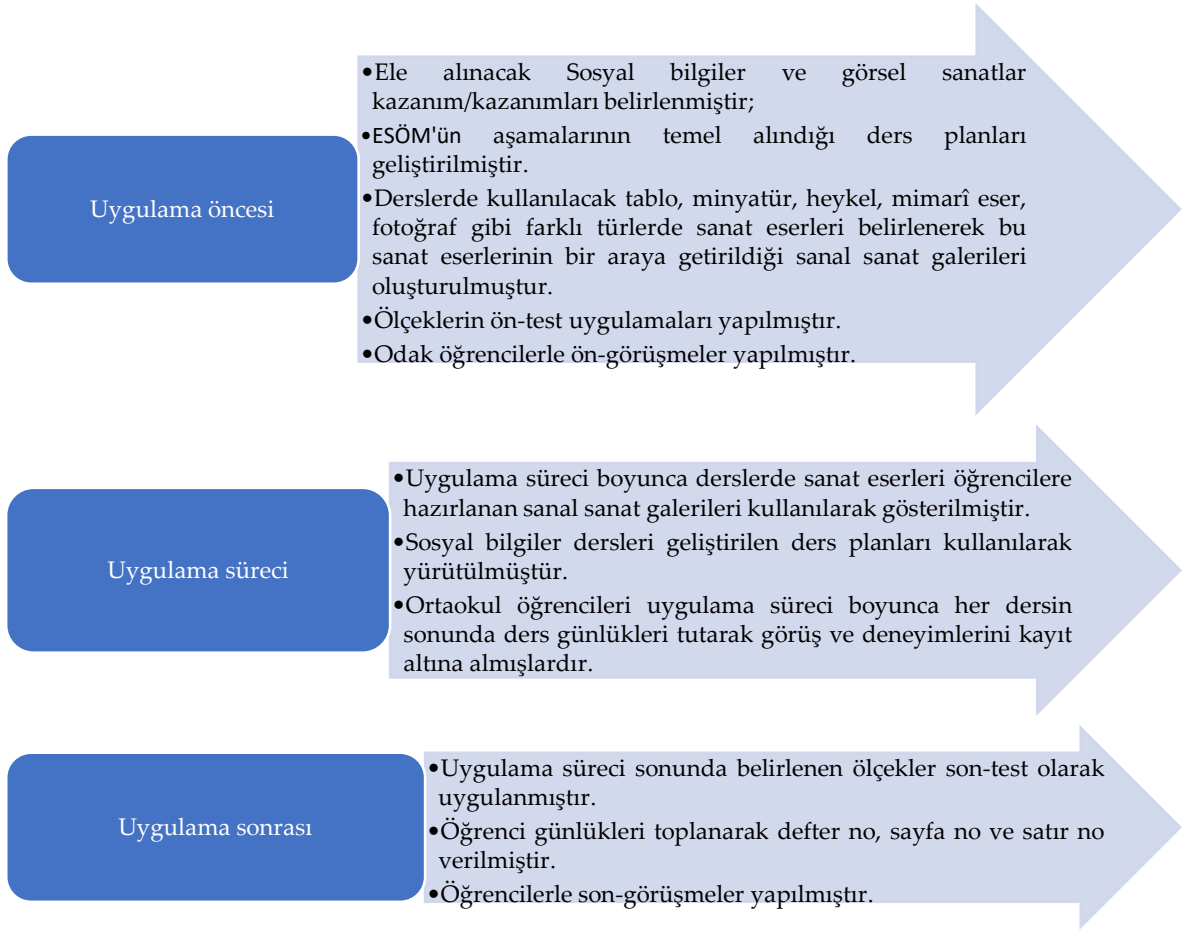 Uygulama öncesi
•Ele alınacak Sosyal bilgiler ve görsel sanatlar
kazanım/kazanımları belirlenmiştir;
•ESÖM'ün aşamalarının temel alındığı ders planları
geliştirilmiştir.
•Derslerde kullanılacak tablo, minyatür, heykel, mimarî eser,
fotoğraf gibi farklı türlerde sanat eserleri belirlenerek bu
sanat eserlerinin bir araya getirildiği sanal sanat galerileri
oluşturulmuştur.
•Ölçeklerin ön-test uygulamaları yapılmıştır.
•Odak öğrencilerle ön-görüşmeler yapılmıştır.
Uygulama süreci
•Uygulama süreci boyunca derslerde sanat eserleri öğrencilere
hazırlanan sanal sanat galerileri kullanılarak gösterilmiştir.
•Sosyal bilgiler dersleri geliştirilen ders planları kullanılarak
yürütülmüştür.
•Ortaokul öğrencileri uygulama süreci boyunca her dersin
sonunda ders günlükleri tutarak görüş ve deneyimlerini kayıt
altına almışlardır.
Uygulama sonrası
•Uygulama süreci sonunda belirlenen ölçekler son-test olarak
uygulanmıştır.
•Öğrenci günlükleri toplanarak defter no, sayfa no ve satır no
verilmiştir.
•Öğrencilerle son-görüşmeler yapılmıştır.